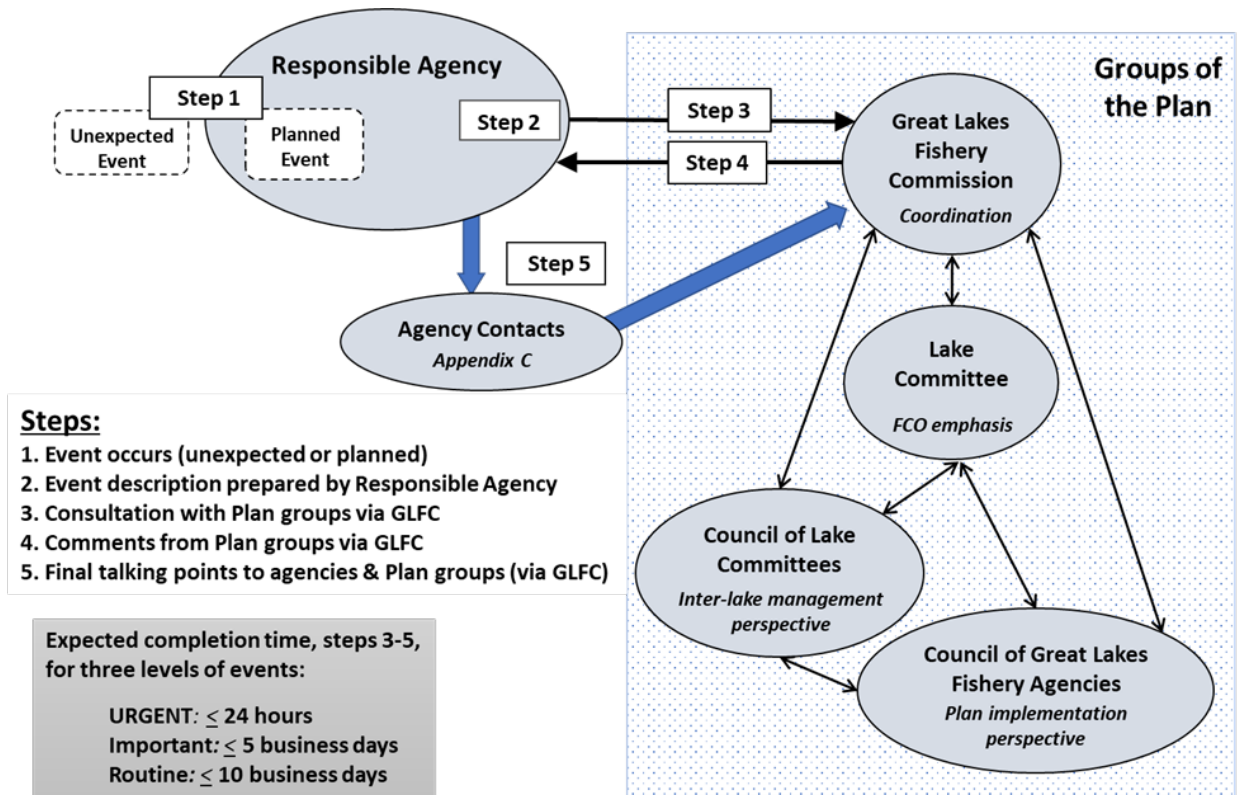 Responsible Agency
Step 1
Unexpected
Event
Planned
Event
Step 2
Step 3
Step 4
Groups of
the Plan
Great Lakes
Fishery
Commission
Coordination
Step 5
Agency Contacts
Appendix C
Lake
Committee
FCO emphasis
Council of Lake
Committees
Inter-lake management
perspective
Council of Great Lakes
Fishery Agencies
Plan implementation
perspective
Steps:
1. Event occurs (unexpected or planned)
2. Event description prepared by Responsible Agency
3. Consultation with Plan groups via GLFC
4. Comments from Plan groups via GLFC
5. Final talking points to agencies & Plan groups (via GLFC)
Expected completion time, steps 3-5,
for three levels of events:
URGENT: ≤ 24 hours
Important: ≤ 5 business days
Routine: ≤ 10 business days